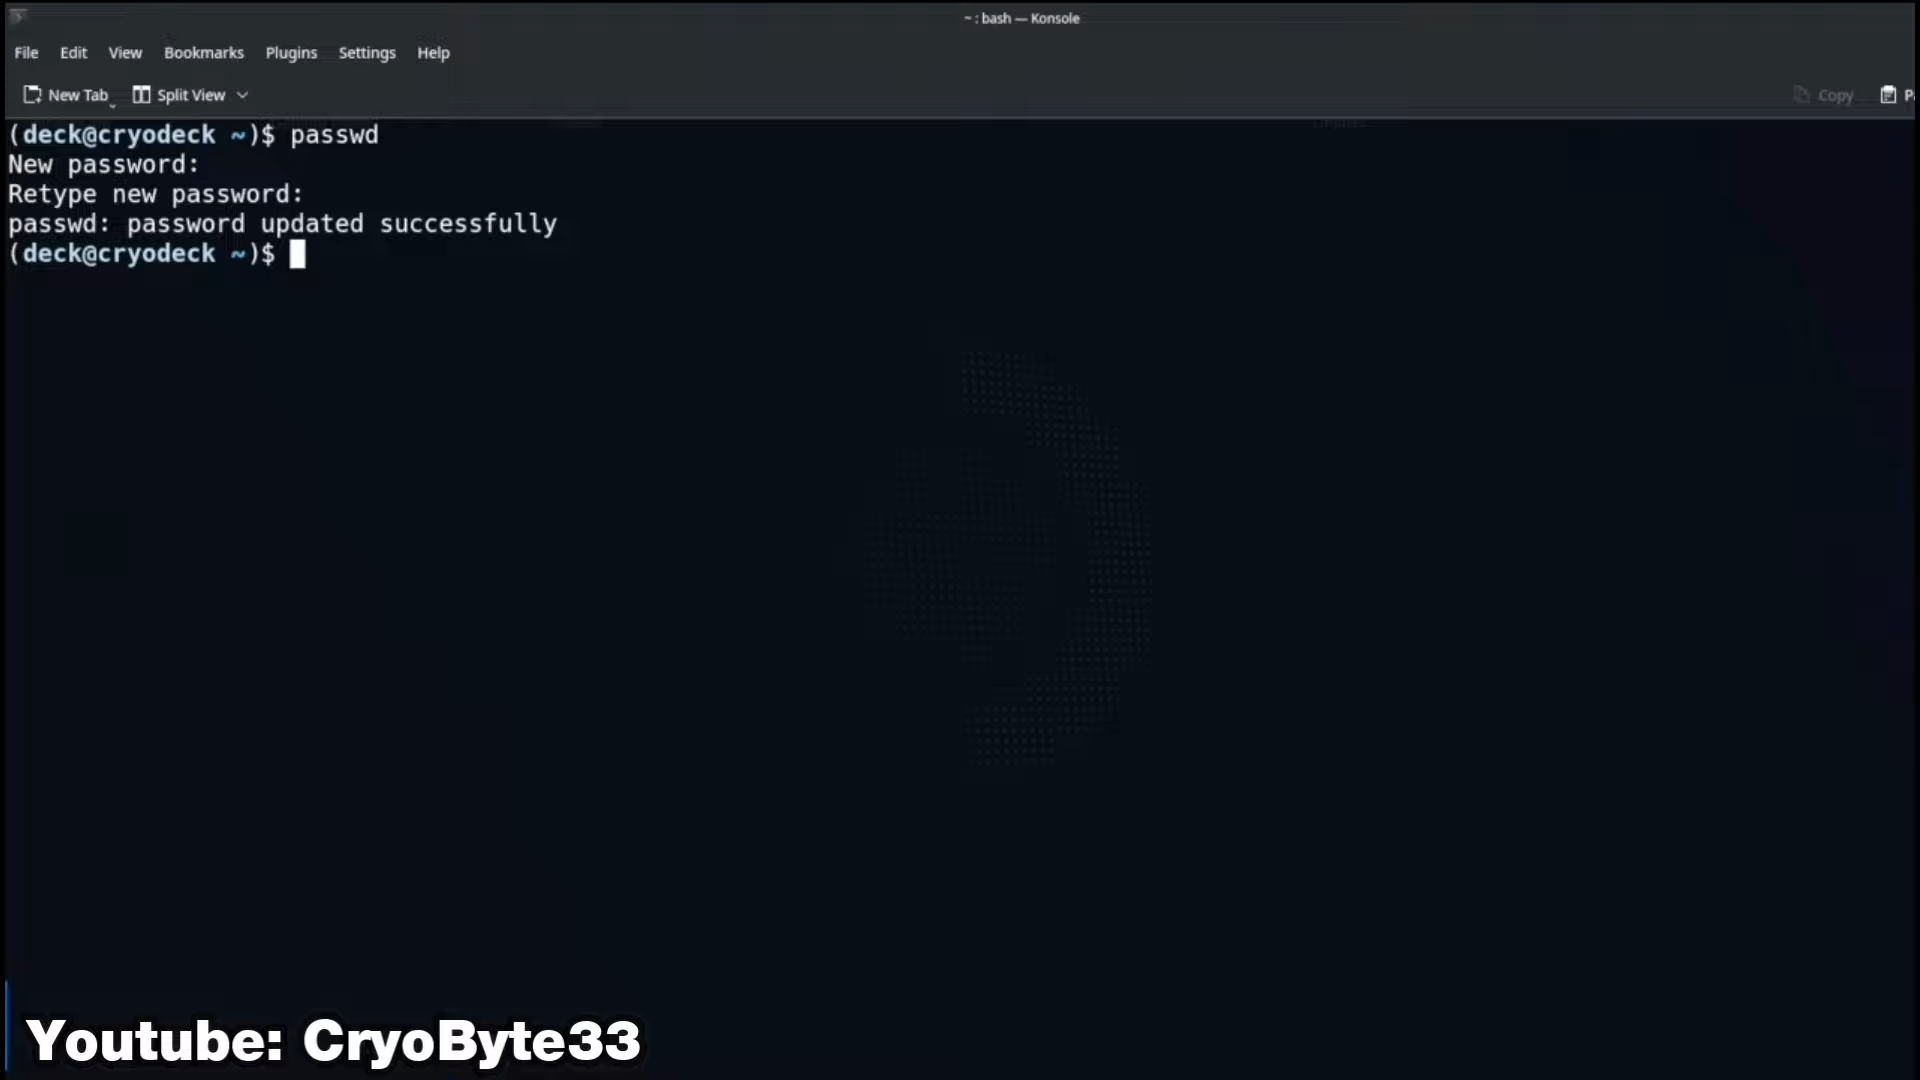 ~ : bash — Konsole
File Edit View Bookmarks Plugins Settings Help
New Tab Split View Copy
(deck@cryodeck ~)$ passwd
New password:
Retype new password:
passwd: password updated successfully
(deck@cryodeck ~)$
Youtube: CryoByte33